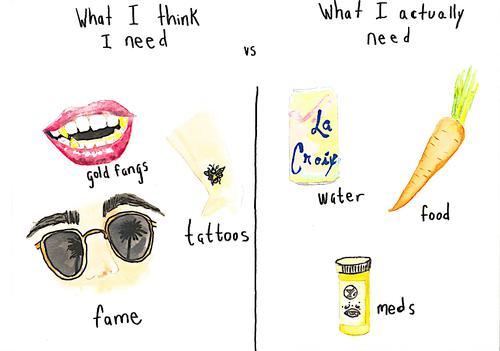 What I think
I need
vs
What I actually
need
gold fangs
tattoos
fame
La
Croix
water
food
meds